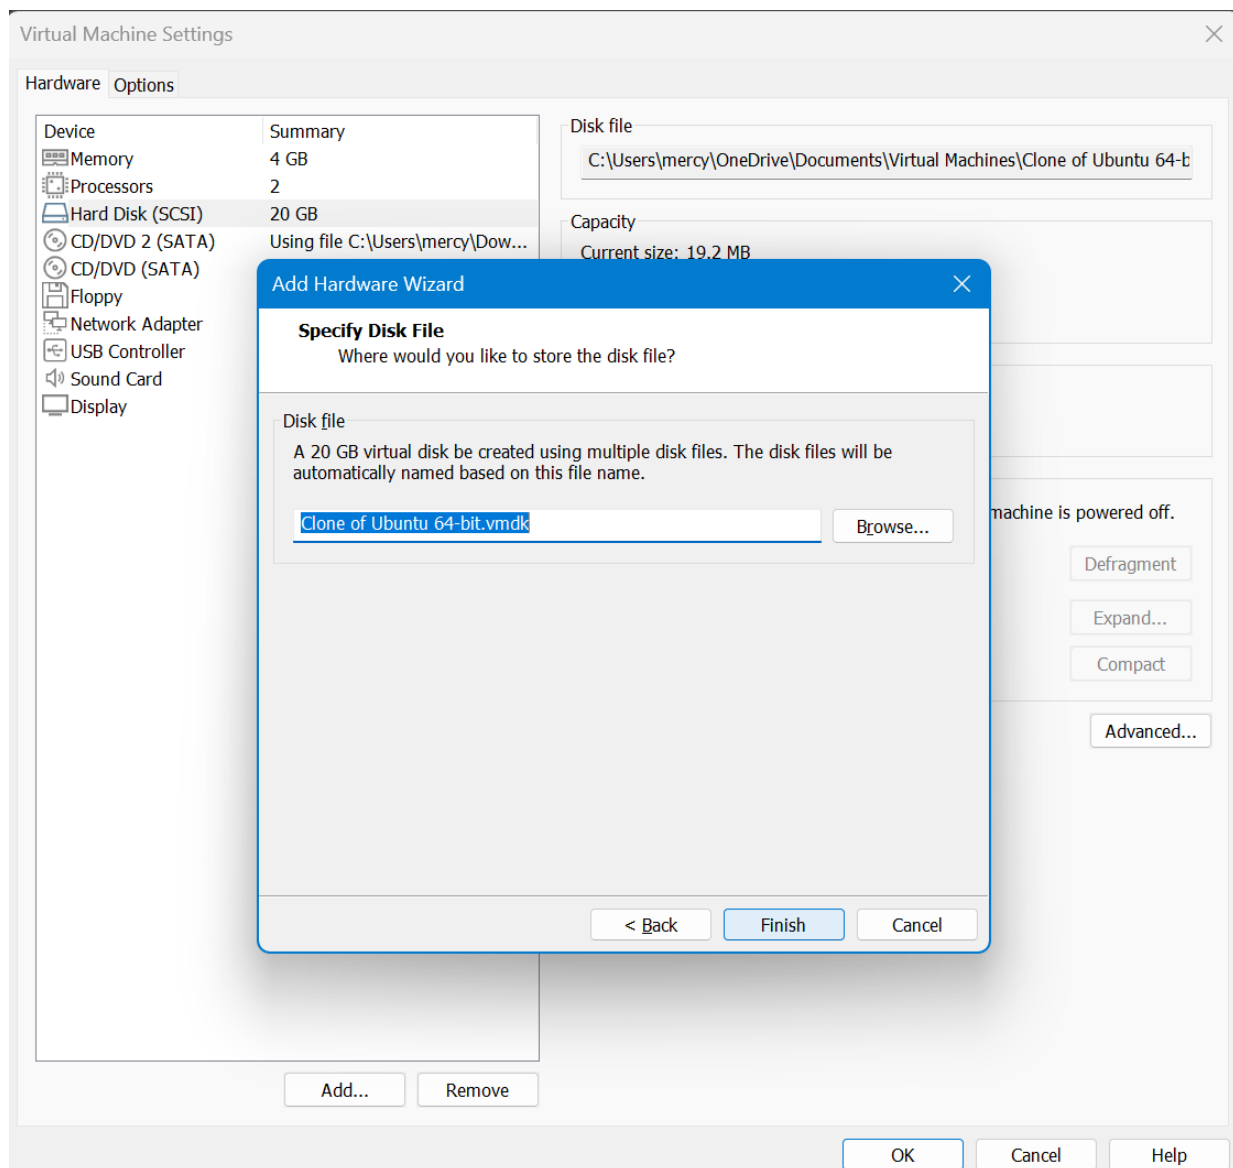 Virtual Machine Settings
Hardware Options
Device Summary
Memory 4 GB
Processors 2
Hard Disk (SCSI) 20 GB
CD/DVD 2 (SATA) Using file C:\Users\mercy\Dow...
CD/DVD (SATA)
Floppy
Network Adapter
USB Controller
Sound Card
Display
Disk file
C:\Users\mercy\OneDrive\Documents\Virtual Machines\Clone of Ubuntu 64-b
Capacity
Current size: 19.2 MB
Add Hardware Wizard
Specify Disk File
Where would you like to store the disk file?
Disk file
A 20 GB virtual disk be created using multiple disk files. The disk files will be
automatically named based on this file name.
Clone of Ubuntu 64-bit.vmdk
Browse...
< Back Finish Cancel
machine is powered off.
Defragment
Expand...
Compact
Advanced...
Add... Remove
OK Cancel Help